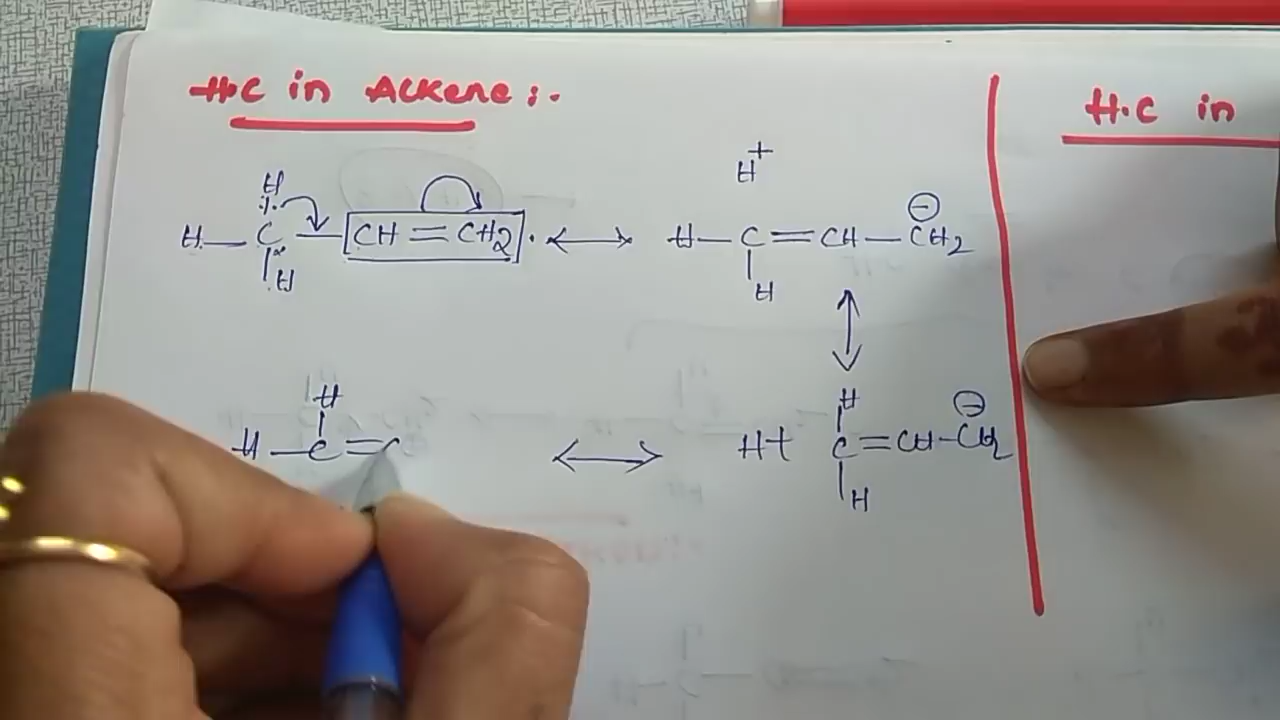 H.C in Alkene :-
H.C in
H
H — C — CH = CH2 . ↔ H — C = CH — CH2
H
H+
⊖
H
↕
H
H — C = C
↔ H+ C = CH - CH2
H
⊖
H